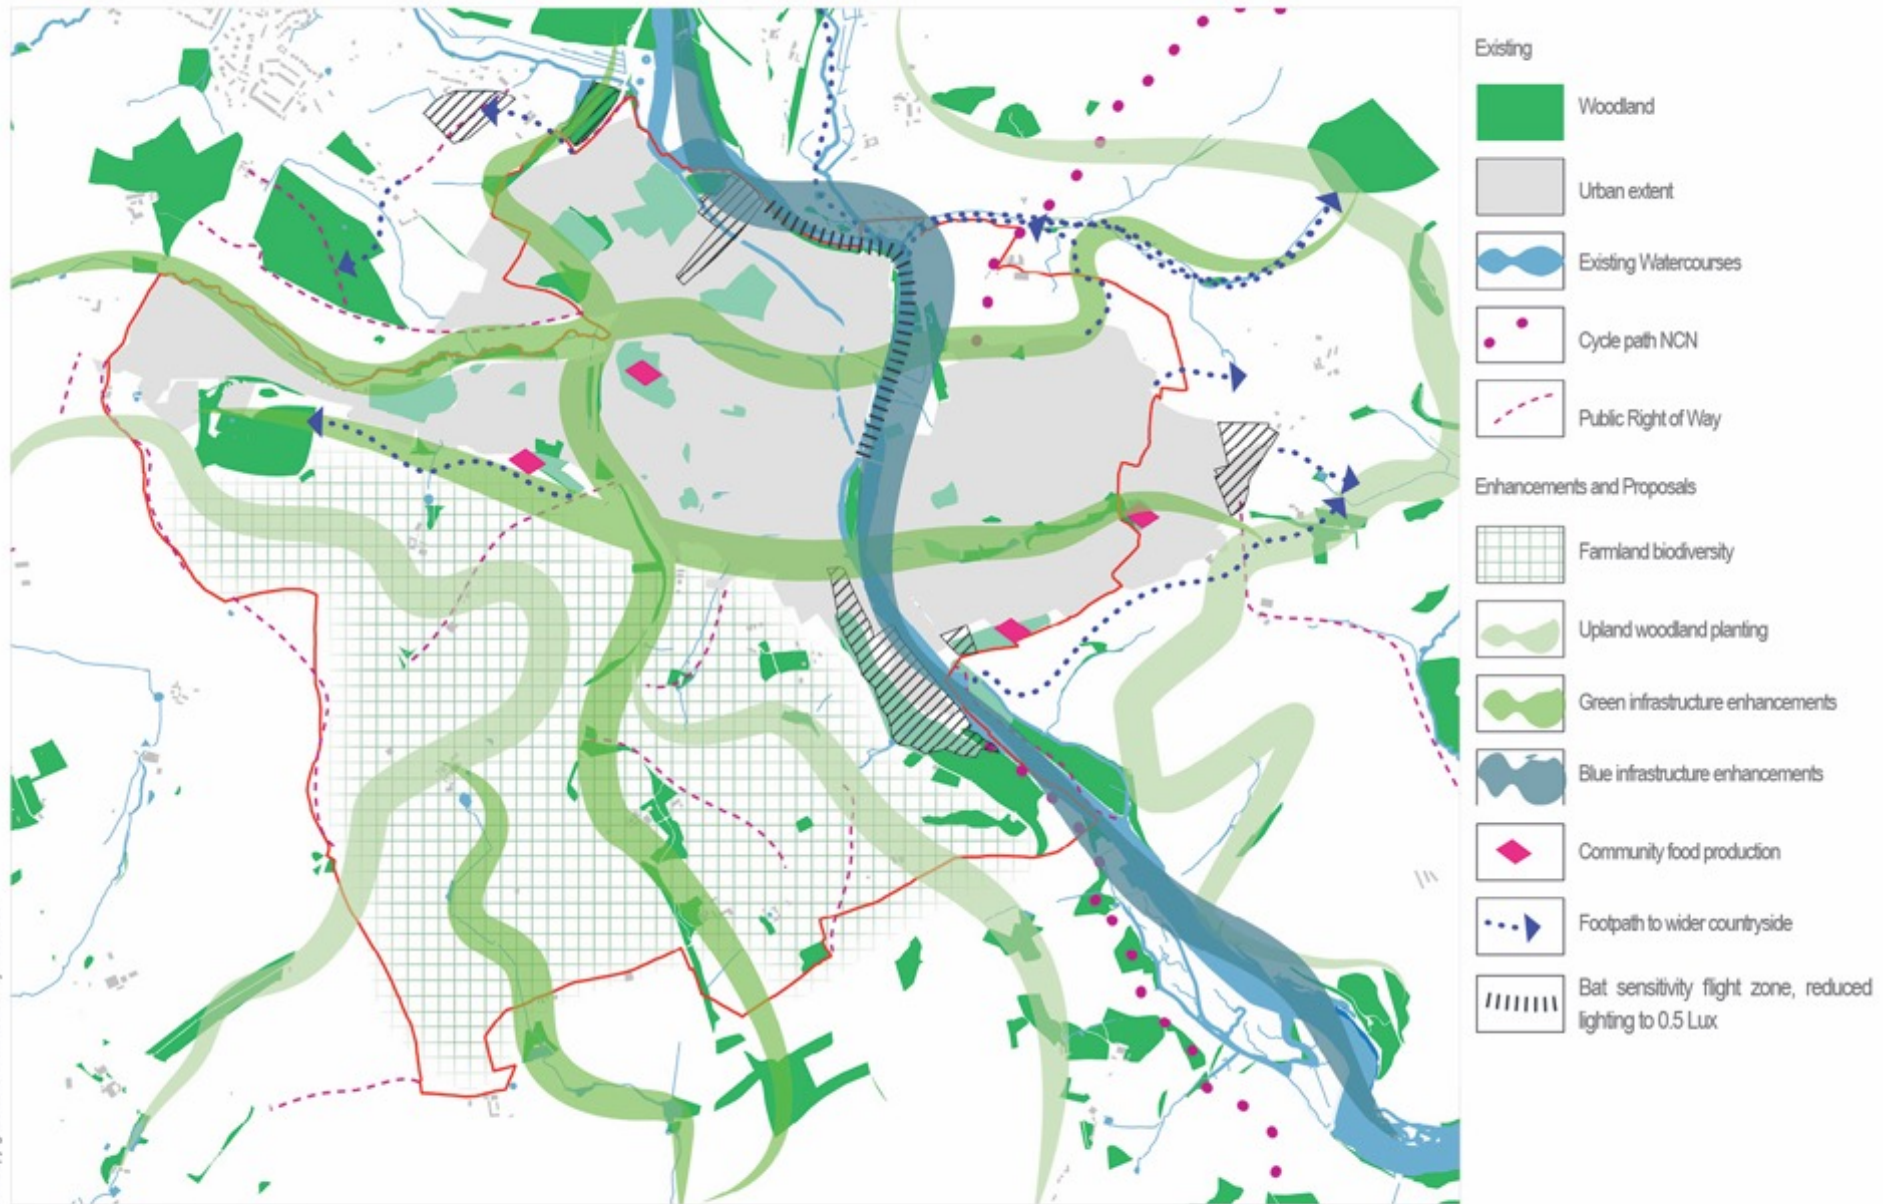 Existing
Woodland
Urban extent
Existing Watercourses
Cycle path NCN
Public Right of Way
Enhancements and Proposals
Farmland biodiversity
Upland woodland planting
Green infrastructure enhancements
Blue infrastructure enhancements
Community food production
Footpath to wider countryside
Bat sensitivity flight zone, reduced
lighting to 0.5 Lux